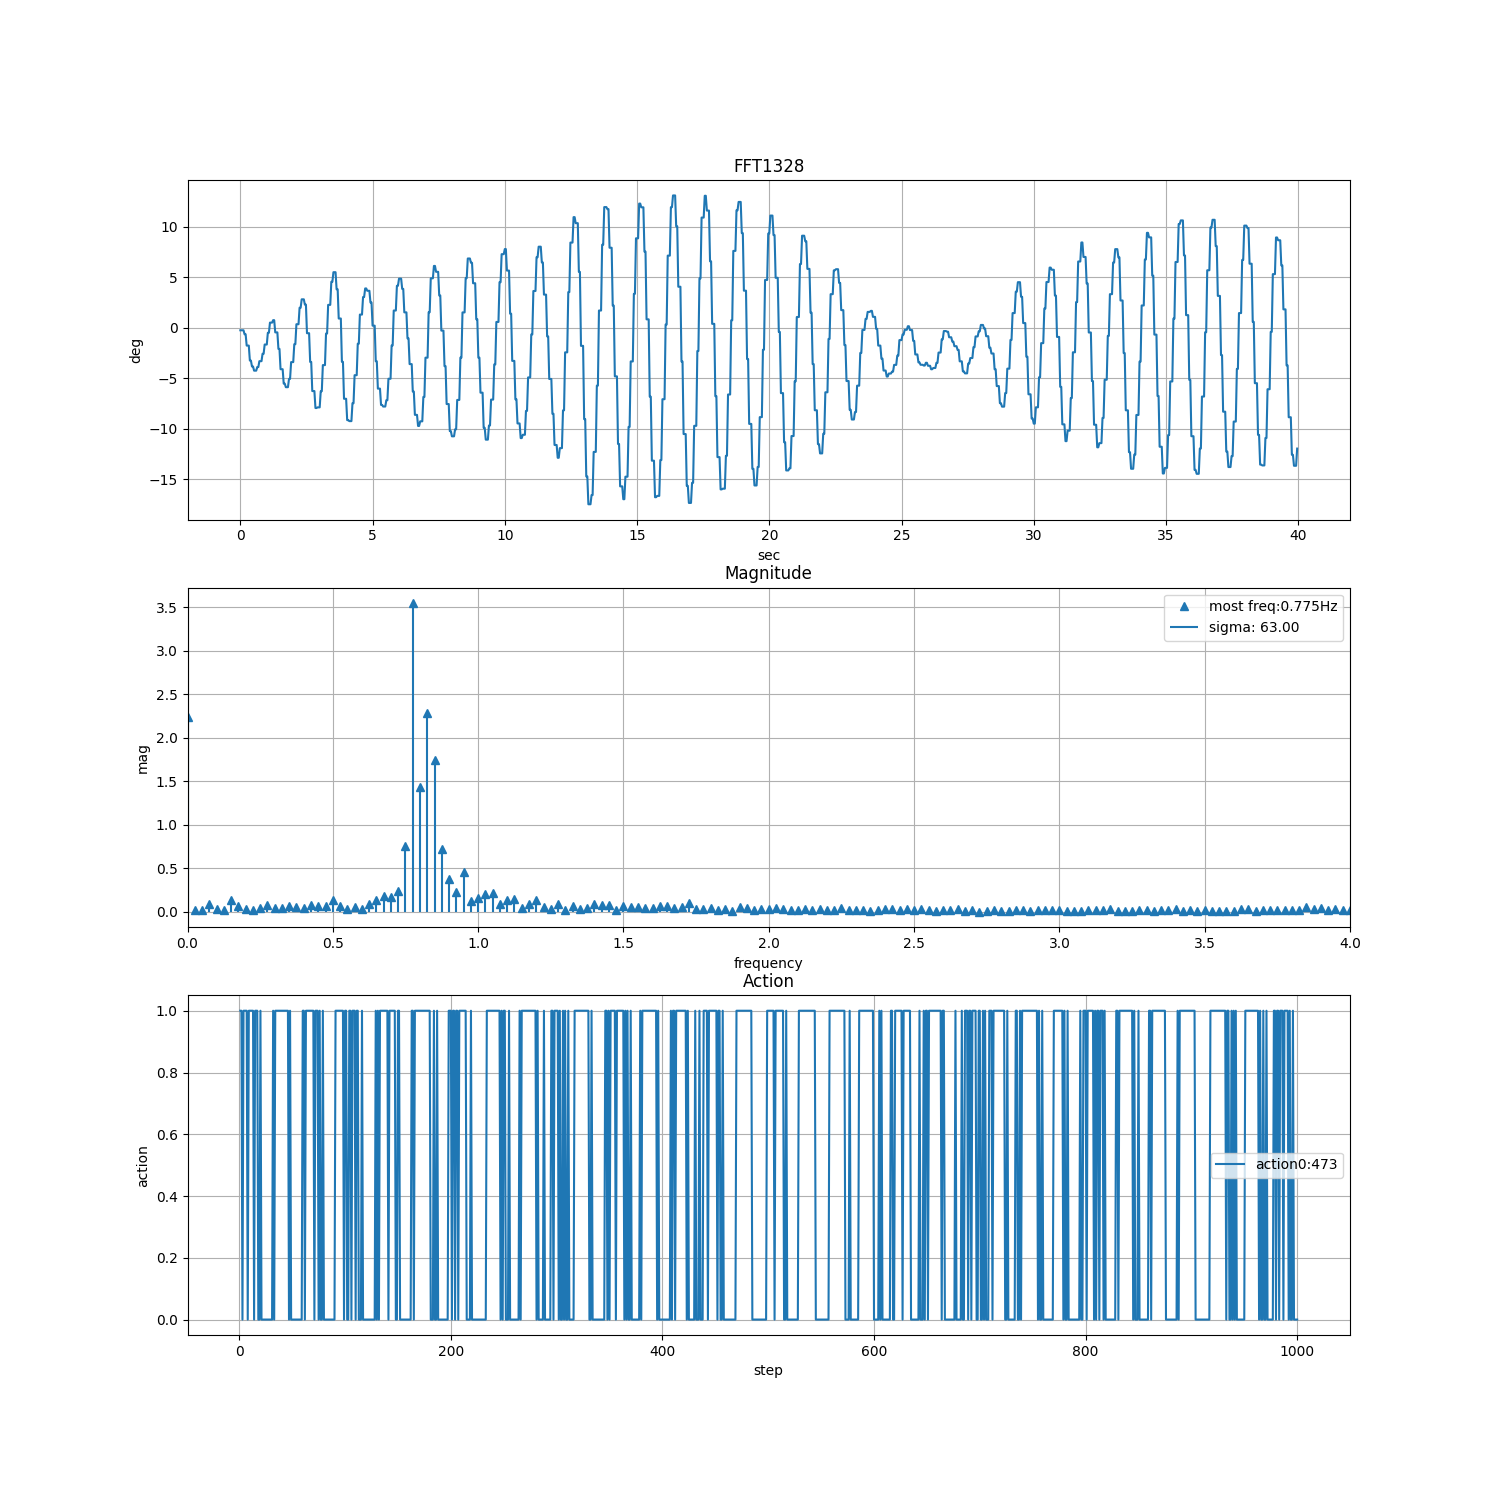 FFT1328
10
5
0
−5
−10
−15
deg
0 5 10 15 20 25 30 35 40
sec
Magnitude
most freq:0.775Hz
sigma: 63.00
3.5
3.0
2.5
2.0
1.5
1.0
0.5
0.0
mag
0.0 0.5 1.0 1.5 2.0 2.5 3.0 3.5 4.0
frequency
Action
1.0
0.8
0.6
0.4
0.2
0.0
action
action0:473
0 200 400 600 800 1000
step